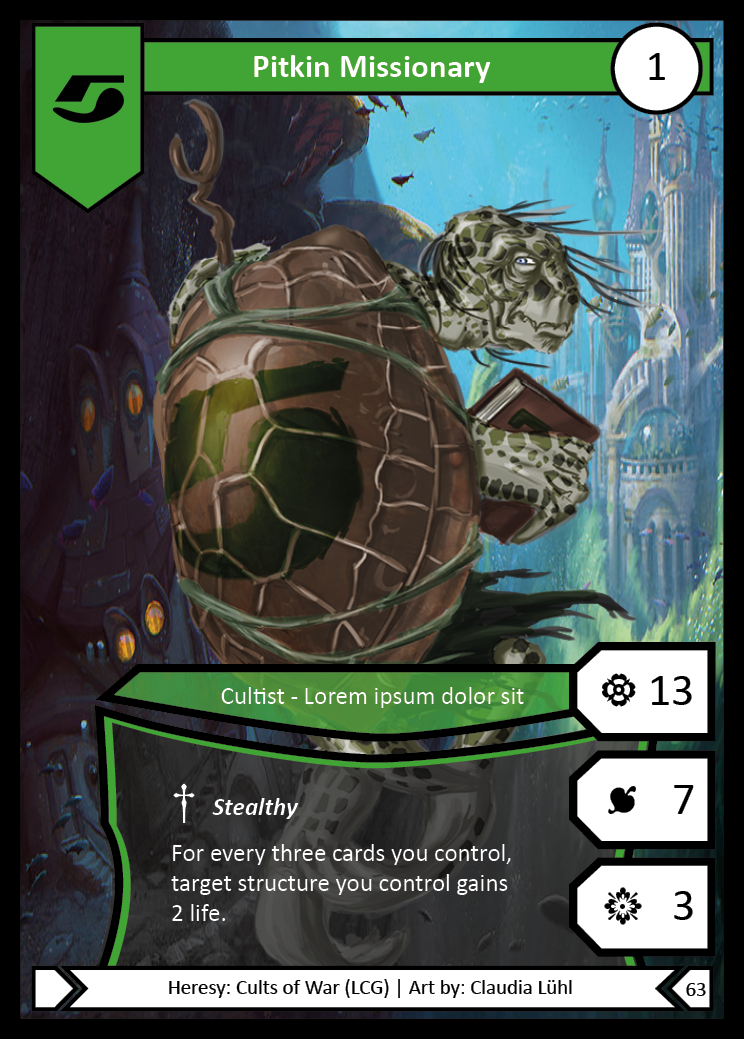 Pitkin Missionary
1
Cultist - Lorem ipsum dolor sit
13
Stealthy
7
For every three cards you control,
target structure you control gains
2 life.
3
Heresy: Cults of War (LCG) | Art by: Claudia Lühl
63